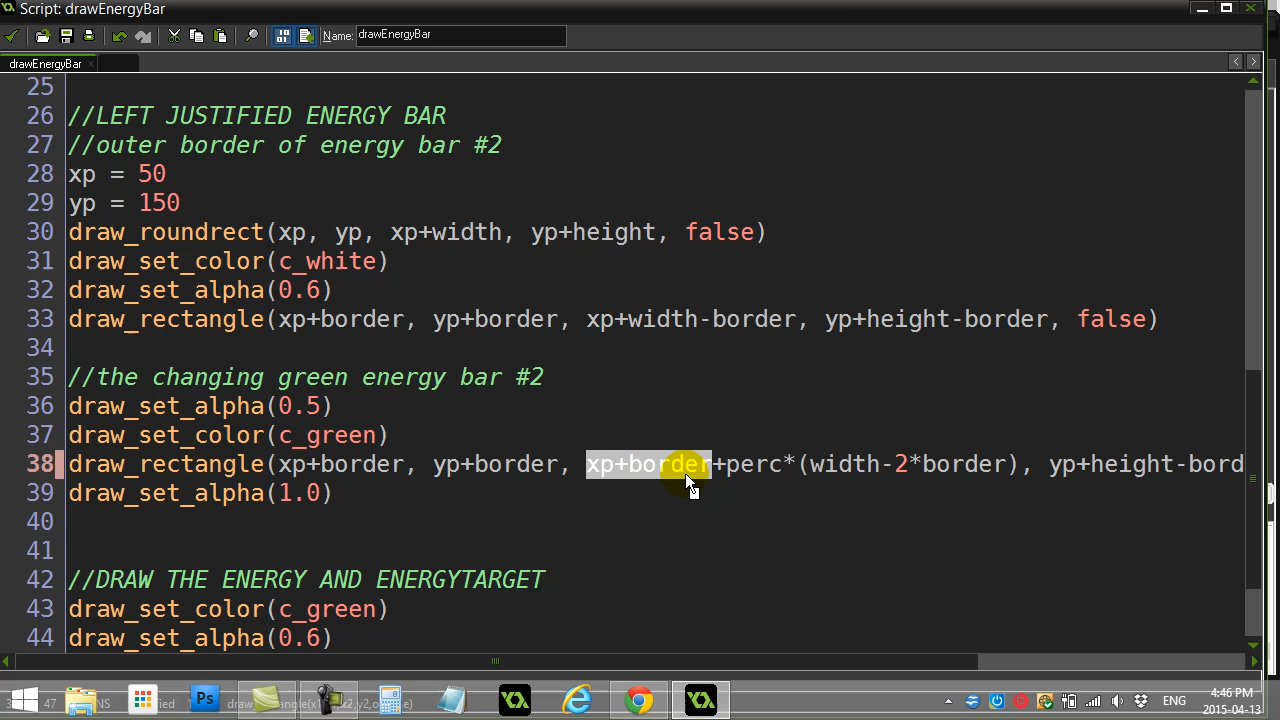 Script: drawEnergyBar
Name: drawEnergyBar
drawEnergyBar
25
26 //LEFT JUSTIFIED ENERGY BAR
27 //outer border of energy bar #2
28 xp = 50
29 yp = 150
30 draw_roundrect(xp, yp, xp+width, yp+height, false)
31 draw_set_color(c_white)
32 draw_set_alpha(0.6)
33 draw_rectangle(xp+border, yp+border, xp+width-border, yp+height-border, false)
34
35 //the changing green energy bar #2
36 draw_set_alpha(0.5)
37 draw_set_color(c_green)
38 draw_rectangle(xp+border, yp+border, xp+border+perc*(width-2*border), yp+height-bord
39 draw_set_alpha(1.0)
40
41
42 //DRAW THE ENERGY AND ENERGYTARGET
43 draw_set_color(c_green)
44 draw_set_alpha(0.6)
Ps
ENG
4:46 PM
2015-04-13